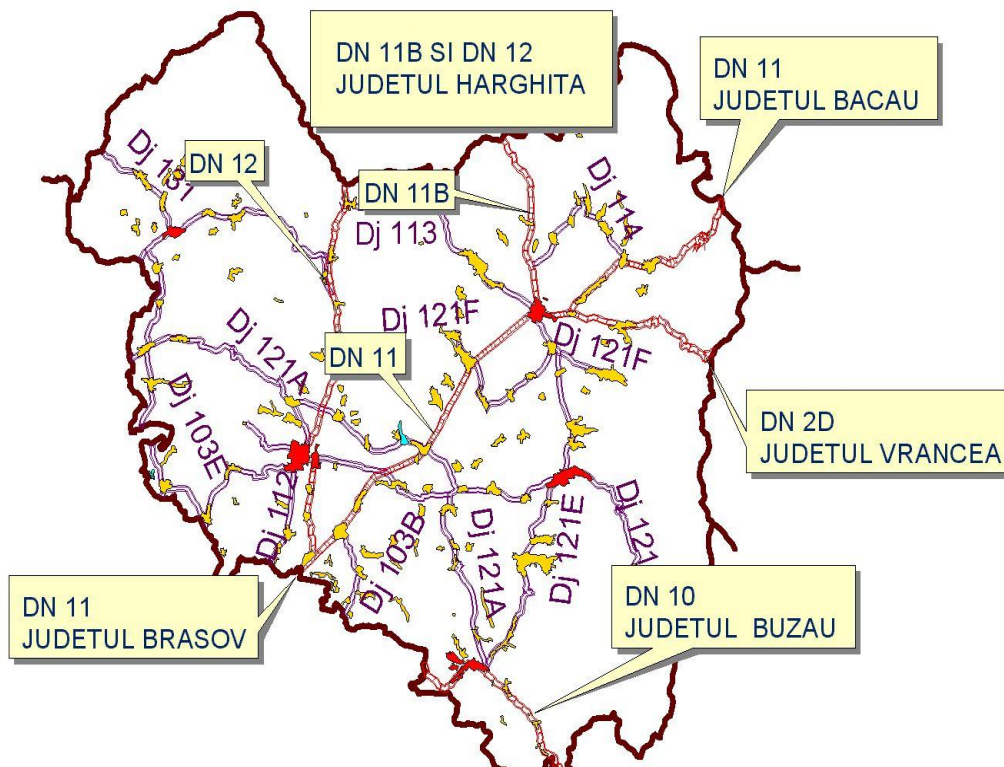 DN 11B SI DN 12
JUDETUL HARGHITA
DN 11
JUDETUL BACAU
Dj 131
DN 12
DN 11B
Dj 11A
Dj 113
Dj 121F
Dj 121F
Dj 121A
DN 11
Dj 103E
DN 2D
JUDETUL VRANCEA
Dj 112
Dj 103B
Dj 121A
Dj 121E
Dj 121
DN 11
JUDETUL BRASOV
DN 10
JUDETUL BUZAU